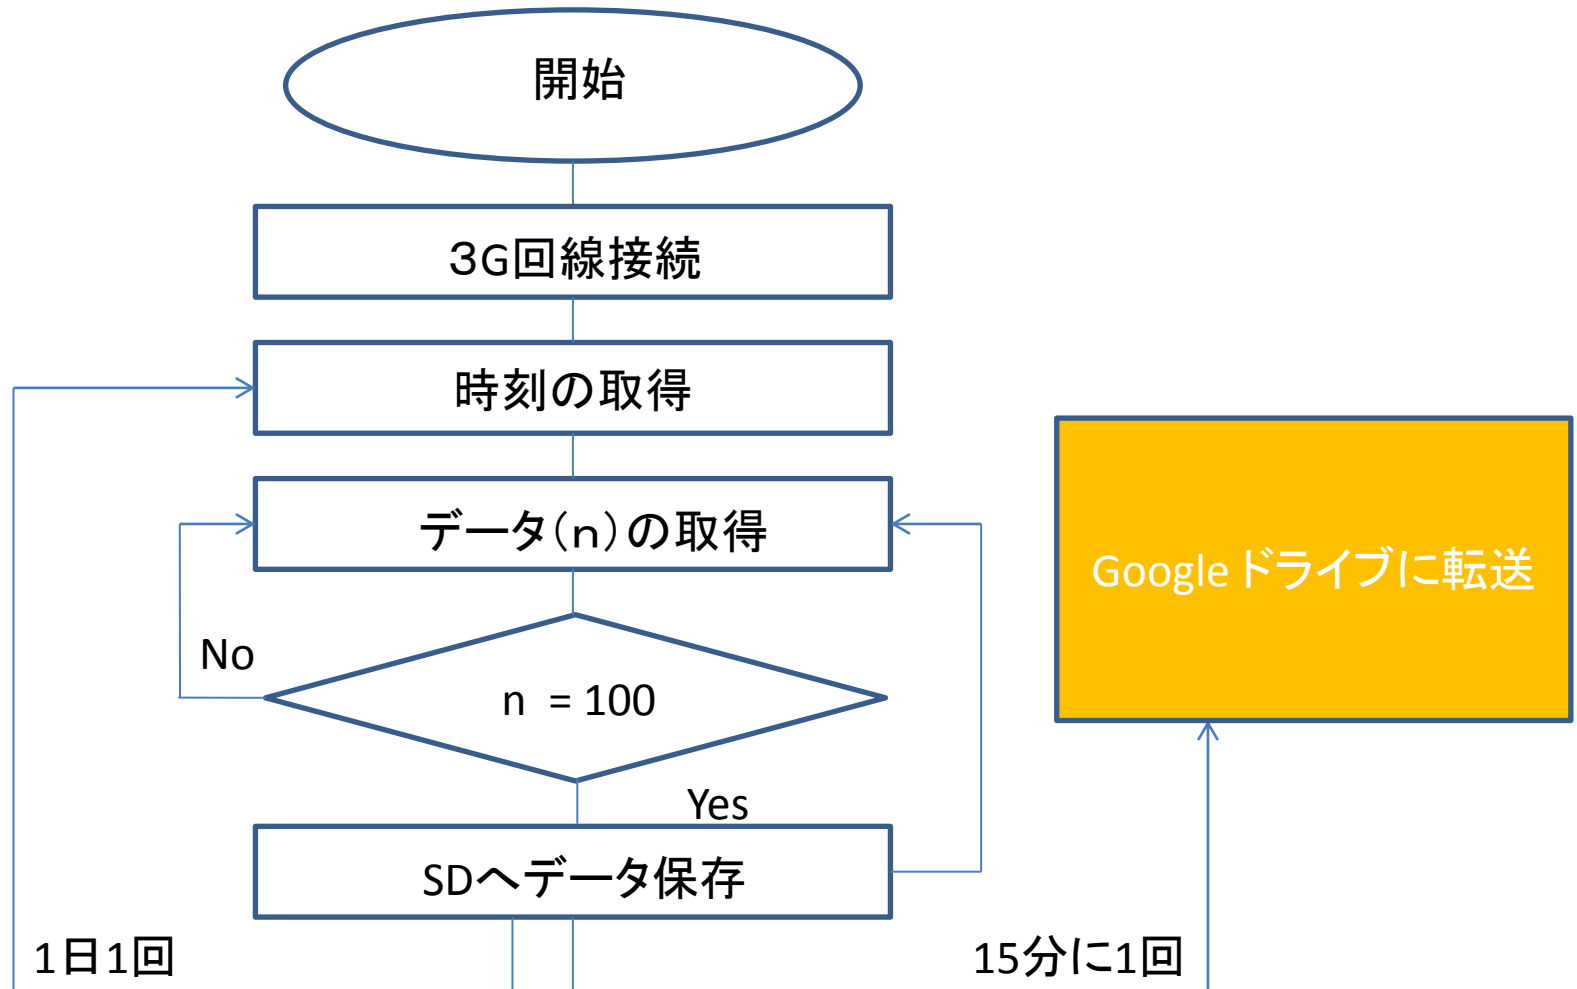 開始
３G回線接続
時刻の取得
データ（ｎ）の取得
Googleドライブに転送
No
n = 100
Yes
SDへデータ保存
1日1回
15分に1回